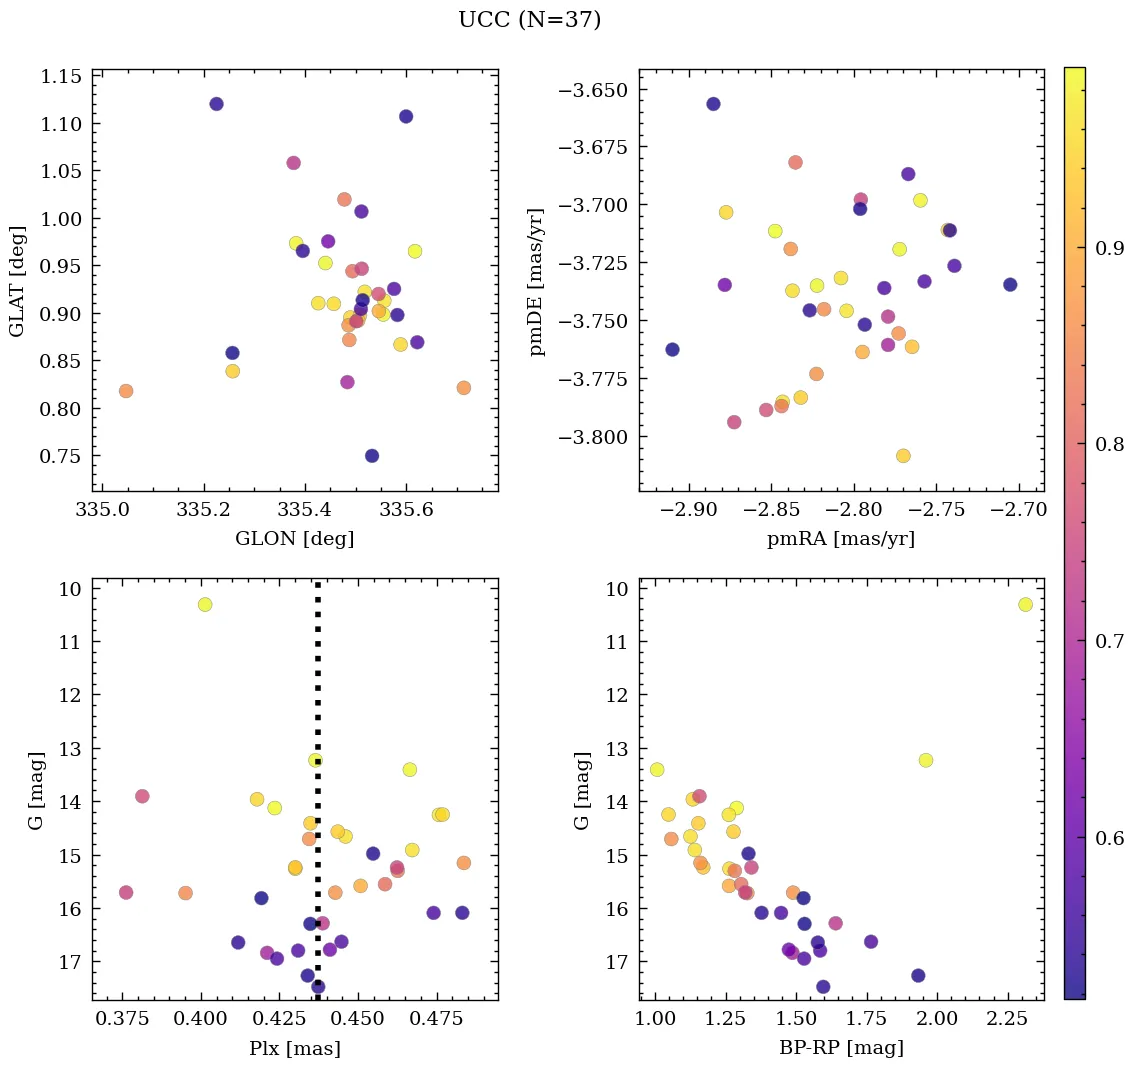 UCC (N=37)
1.15
1.10
1.05
1.00
0.95
0.90
0.85
0.80
0.75
GLAT [deg]
335.0 335.2 335.4 335.6
GLON [deg]
−3.650
−3.675
−3.700
−3.725
−3.750
−3.775
−3.800
pmDE [mas/yr]
−2.90 −2.85 −2.80 −2.75 −2.70
pmRA [mas/yr]
10
11
12
13
14
15
16
17
G [mag]
0.375 0.400 0.425 0.450 0.475
Plx [mas]
10
11
12
13
14
15
16
17
G [mag]
1.00 1.25 1.50 1.75 2.00 2.25
BP-RP [mag]
0.9
0.8
0.7
0.6